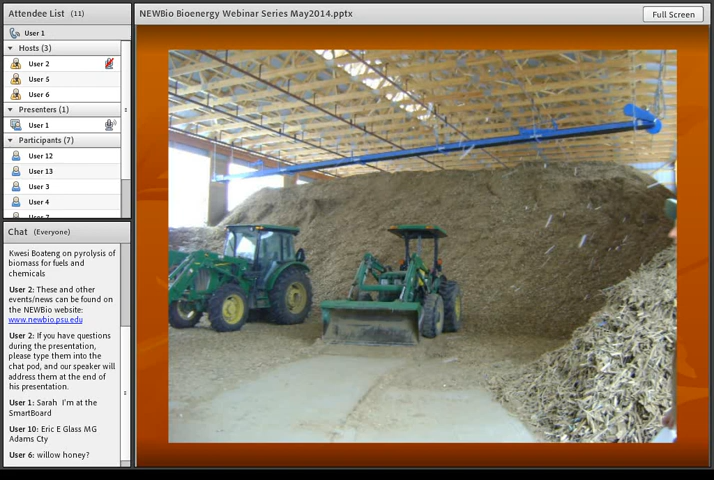 Attendee List (11)
User 1
Hosts (3)
User 2
User 5
User 6
Presenters (1)
User 1
Participants (7)
User 12
User 13
User 3
User 4
Chat (Everyone)
Kwesi Boateng on pyrolysis of
biomass for fuels and
chemicals
User 2: These and other
events/news can be found on
the NEWBio website:
www.newbio.psu.edu
User 2: If you have questions
during the presentation,
please type them into the
chat pod, and our speaker will
address them at the end of
his presentation.
User 1: Sarah I'm at the
SmartBoard
User 10: Eric E Glass MG
Adams Cty
User 6: willow honey?
NEWBio Bioenergy Webinar Series May2014.pptx
Full Screen